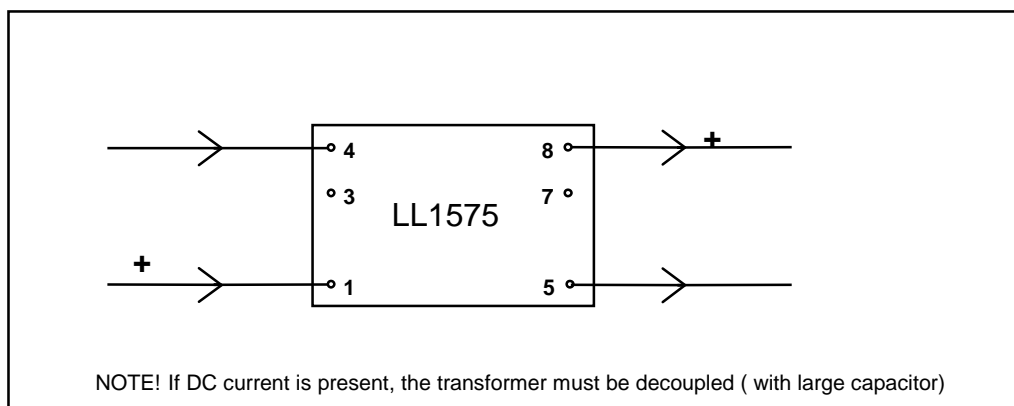 4 8 +
3 7
LL1575
+
1 5
NOTE! If DC current is present, the transformer must be decoupled ( with large capacitor)